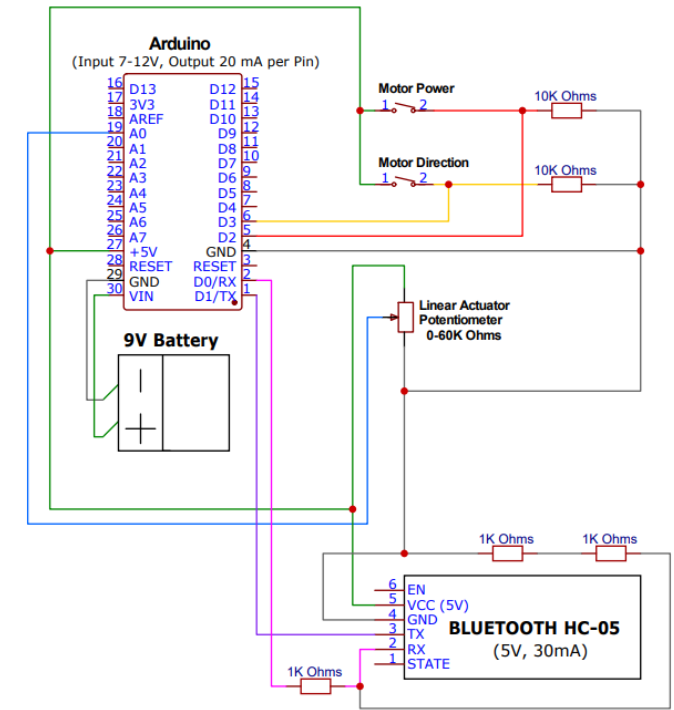 Arduino
(Input 7-12V, Output 20 mA per Pin)
16 D13 D12 15
17 3V3 D11 14
18 AREF D10 13
19 A0 D9 12
20 A1 D8 11
21 A2 D7 10
22 A3 D6 9
23 A4 D5 8
24 A5 D4 7
25 A6 D3 6
26 A7 D2 5
27 +5V GND 4
28 RESET RESET 3
29 GND D0/RX 2
30 VIN D1/TX 1
Motor Power
1 2
10K Ohms
Motor Direction
1 2
10K Ohms
Linear Actuator
Potentiometer
0-60K Ohms
9V Battery
1K Ohms 1K Ohms
6 EN
5 VCC (5V)
4 GND
3 TX
2 RX
1 STATE
BLUETOOTH HC-05
(5V, 30mA)
1K Ohms